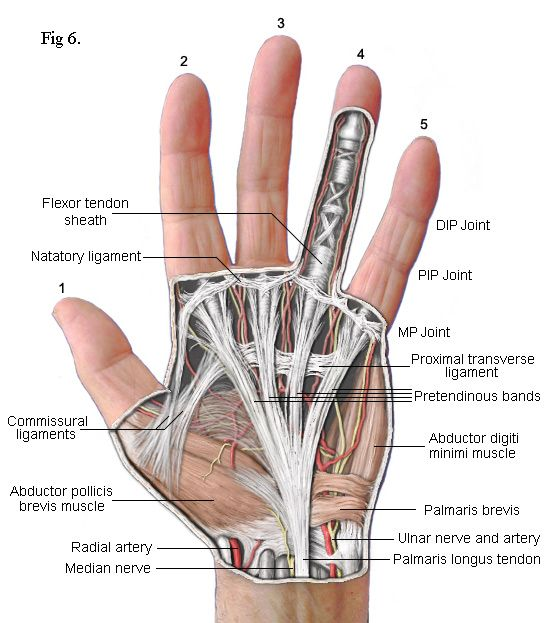 Fig 6.
3
2
4
5
Flexor tendon
sheath
DIP Joint
Natatory ligament
PIP Joint
1
MP Joint
Proximal transverse
ligament
Pretendinous bands
Commissural
ligaments
Abductor digiti
minimi muscle
Abductor pollicis
brevis muscle
Palmaris brevis
Ulnar nerve and artery
Radial artery
Palmaris longus tendon
Median nerve